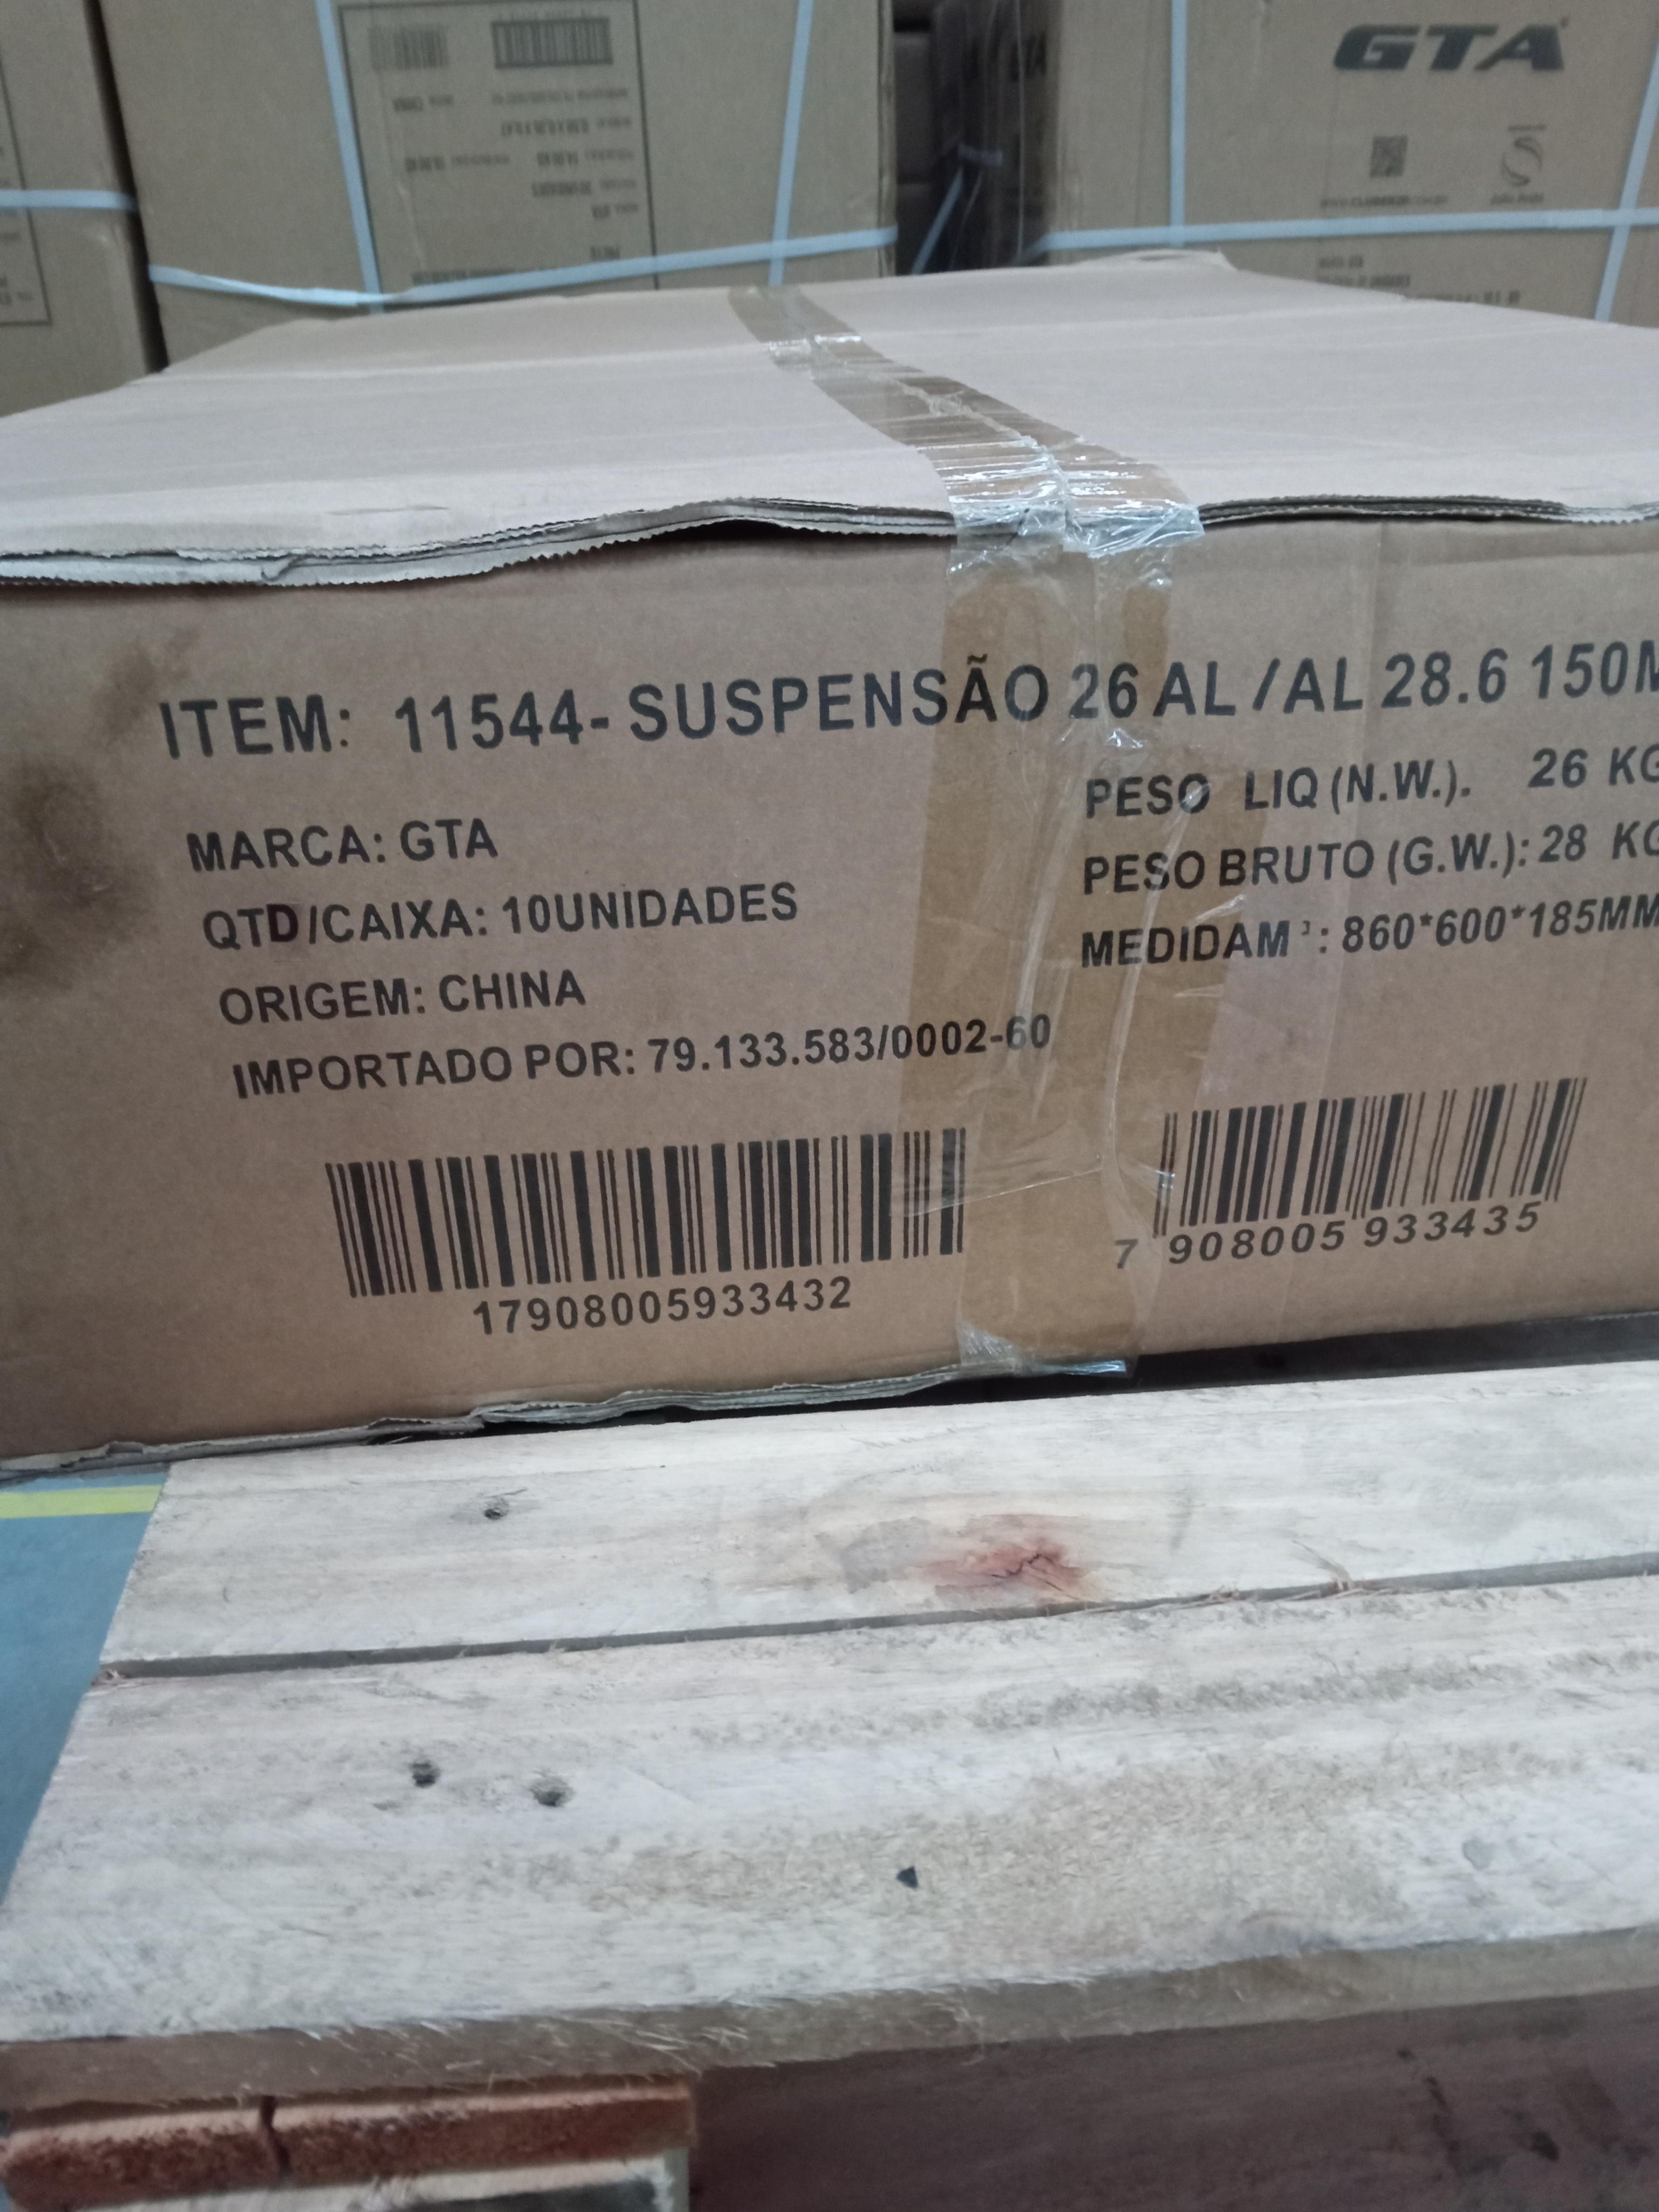 GTA
ITEM: 11544- SUSPENSÃO 26 AL/AL 28.6 150M
MARCA: GTA
QTD/CAIXA: 10UNIDADES
ORIGEM: CHINA
IMPORTADO POR: 79.133.583/0002-60
PESO LIQ (N.W.). 26 KG
PESO BRUTO (G.W.): 28 KG
MEDIDAM³: 860*600*185MM
17908005933432
7 908005 933435